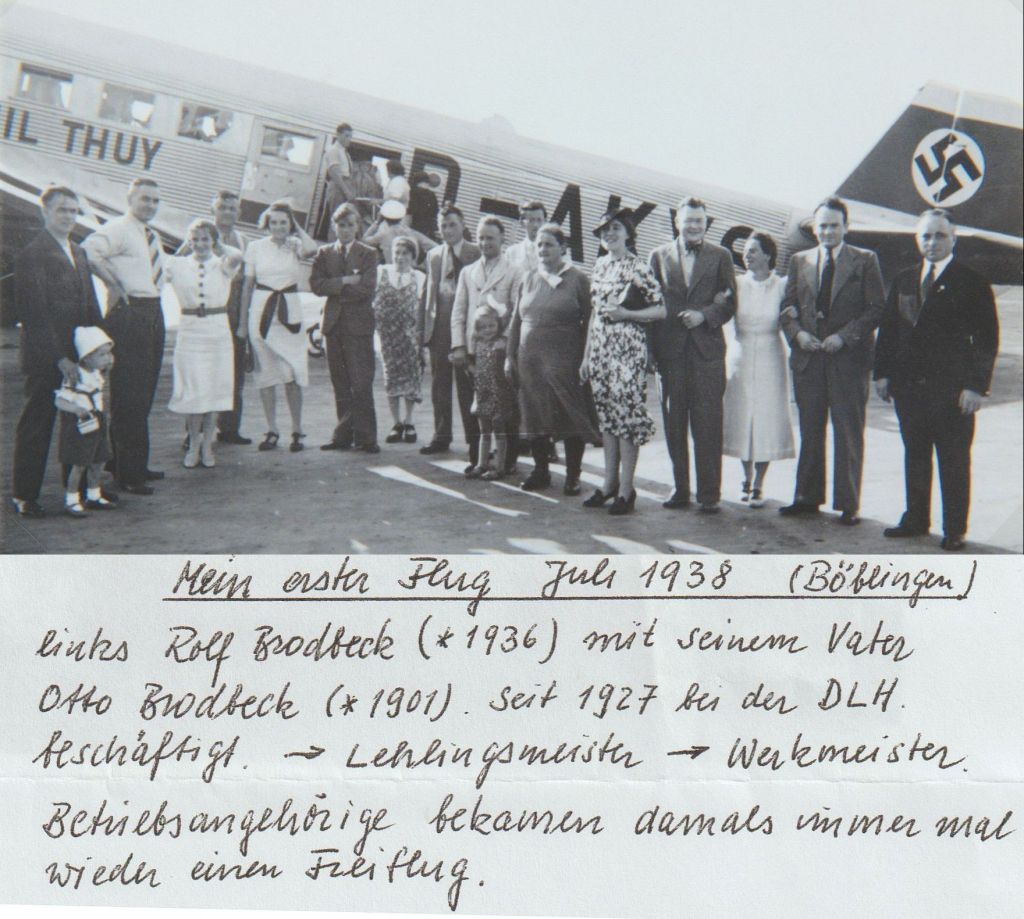 IL THUY
D-AKV
Mein erster Flug Juli 1938 (Böblingen)
links Rolf Brodbeck (*1936) mit seinem Vater
Otto Brodbeck (*1901). Seit 1927 bei der DLH.
beschäftigt. → Lehrlingsmeister → Werkmeister.
Betriebsangehörige bekamen damals immer mal
wieder einen Freiflug.